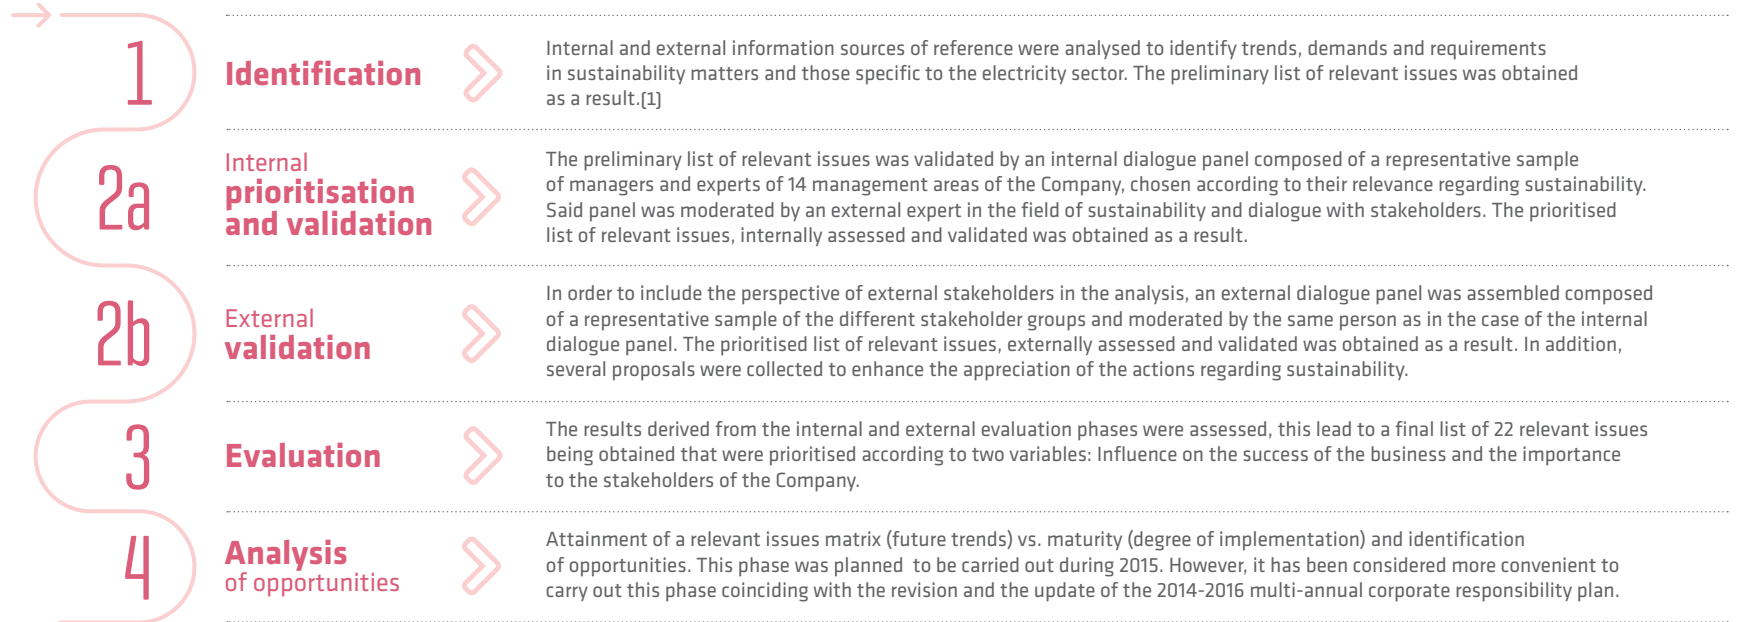 1
Identification
Internal and external information sources of reference were analysed to identify trends, demands and requirements
in sustainability matters and those specific to the electricity sector. The preliminary list of relevant issues was obtained
as a result.(1)
2a
Internal
prioritisation
and validation
The preliminary list of relevant issues was validated by an internal dialogue panel composed of a representative sample
of managers and experts of 14 management areas of the Company, chosen according to their relevance regarding sustainability.
Said panel was moderated by an external expert in the field of sustainability and dialogue with stakeholders. The prioritised
list of relevant issues, internally assessed and validated was obtained as a result.
2b
External
validation
In order to include the perspective of external stakeholders in the analysis, an external dialogue panel was assembled composed
of a representative sample of the different stakeholder groups and moderated by the same person as in the case of the internal
dialogue panel. The prioritised list of relevant issues, externally assessed and validated was obtained as a result. In addition,
several proposals were collected to enhance the appreciation of the actions regarding sustainability.
3
Evaluation
The results derived from the internal and external evaluation phases were assessed, this lead to a final list of 22 relevant issues
being obtained that were prioritised according to two variables: Influence on the success of the business and the importance
to the stakeholders of the Company.
4
Analysis
of opportunities
Attainment of a relevant issues matrix (future trends) vs. maturity (degree of implementation) and identification
of opportunities. This phase was planned to be carried out during 2015. However, it has been considered more convenient to
carry out this phase coinciding with the revision and the update of the 2014-2016 multi-annual corporate responsibility plan.